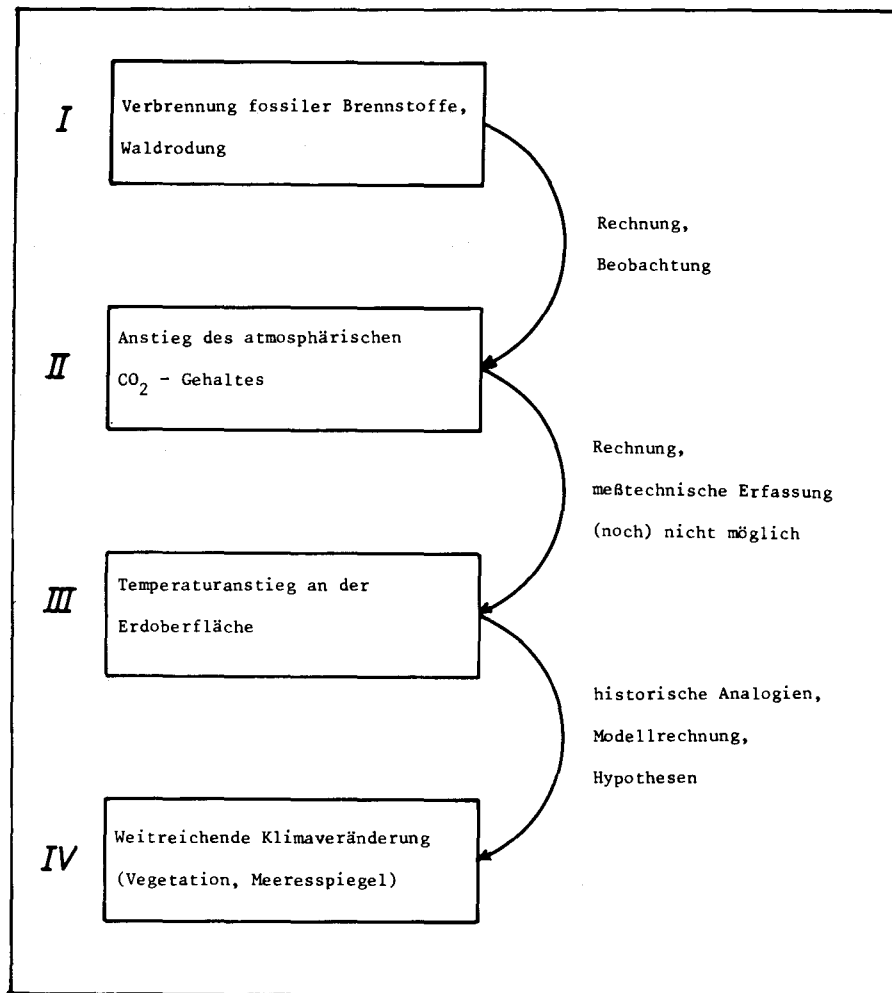 I
Verbrennung fossiler Brennstoffe,
Waldrodung
Rechnung,
Beobachtung
II
Anstieg des atmosphärischen
CO2 - Gehaltes
Rechnung,
meßtechnische Erfassung
(noch) nicht möglich
III
Temperaturanstieg an der
Erdoberfläche
historische Analogien,
Modellrechnung,
Hypothesen
IV
Weitreichende Klimaveränderung
(Vegetation, Meeresspiegel)